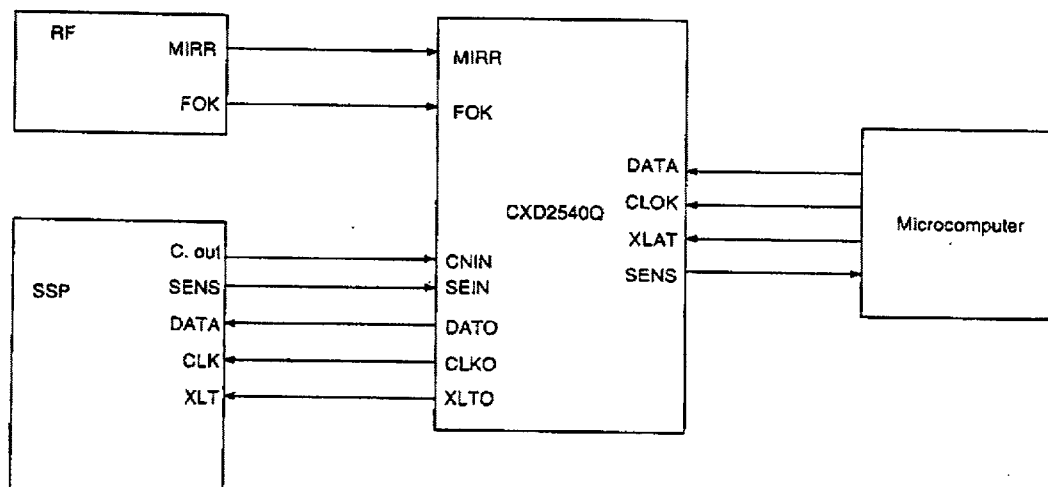 RF
MIRR
FOK
MIRR
FOK
SSP
C. out
SENS
DATA
CLK
XLT
CNIN
SEIN
DATO
CLKO
XLTO
CXD2540Q
DATA
CLOK
XLAT
SENS
Microcomputer